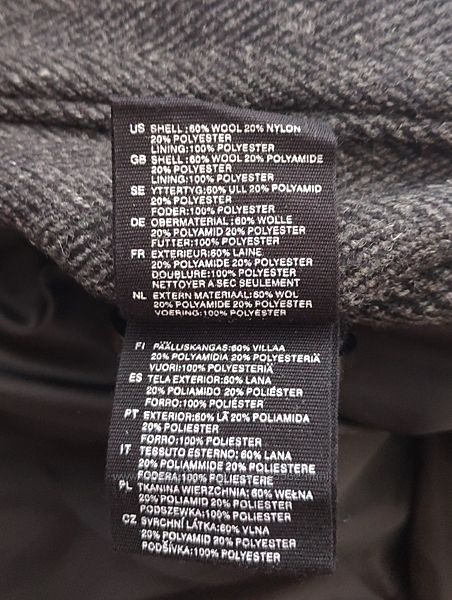 US SHELL:60% WOOL 20% NYLON
20% POLYESTER
LINING:100% POLYESTER
GB SHELL:60% WOOL 20% POLYAMIDE
20% POLYESTER
LINING:100% POLYESTER
SE YTTERTYG:60% ULL 20% POLYAMID
20% POLYESTER
FODER:100% POLYESTER
DE OBERMATERIAL:60% WOLLE
20% POLYAMID 20% POLYESTER
FUTTER:100% POLYESTER
FR EXTERIEUR:60% LAINE
20% POLYAMIDE 20% POLYESTER
DOUBLURE:100% POLYESTER
NETTOYER A SEC SEULEMENT
NL EXTERN MATERIAAL:60% WOL
20% POLYAMIDE 20% POLYESTER
VOERING:100% POLYESTER
FI PÄÄLLUSKANGAS:60% VILLAA
20% POLYAMIDIA 20% POLYESTERIÄ
VUORI:100% POLYESTERIÄ
ES TELA EXTERIOR:60% LANA
20% POLIAMIDO 20% POLIÉSTER
FORRO:100% POLIÉSTER
PT EXTERIOR:60% LÃ 20% POLIAMIDA
20% POLIÉSTER
FORRO:100% POLIESTER
IT TESSUTO ESTERNO:60% LANA
20% POLIAMMIDE 20% POLIESTERE
FODERA:100% POLIESTERE
PL TKANINA WIERZCHNIA:60% WEŁNA
20% POLIAMID 20% POLIESTER
PODSZEWKA:100% POLIESTER
CZ SVRCHNÍ LÁTKA:60% VLNA
20% POLYAMID 20% POLYESTER
PODŠÍVKA:100% POLYESTER